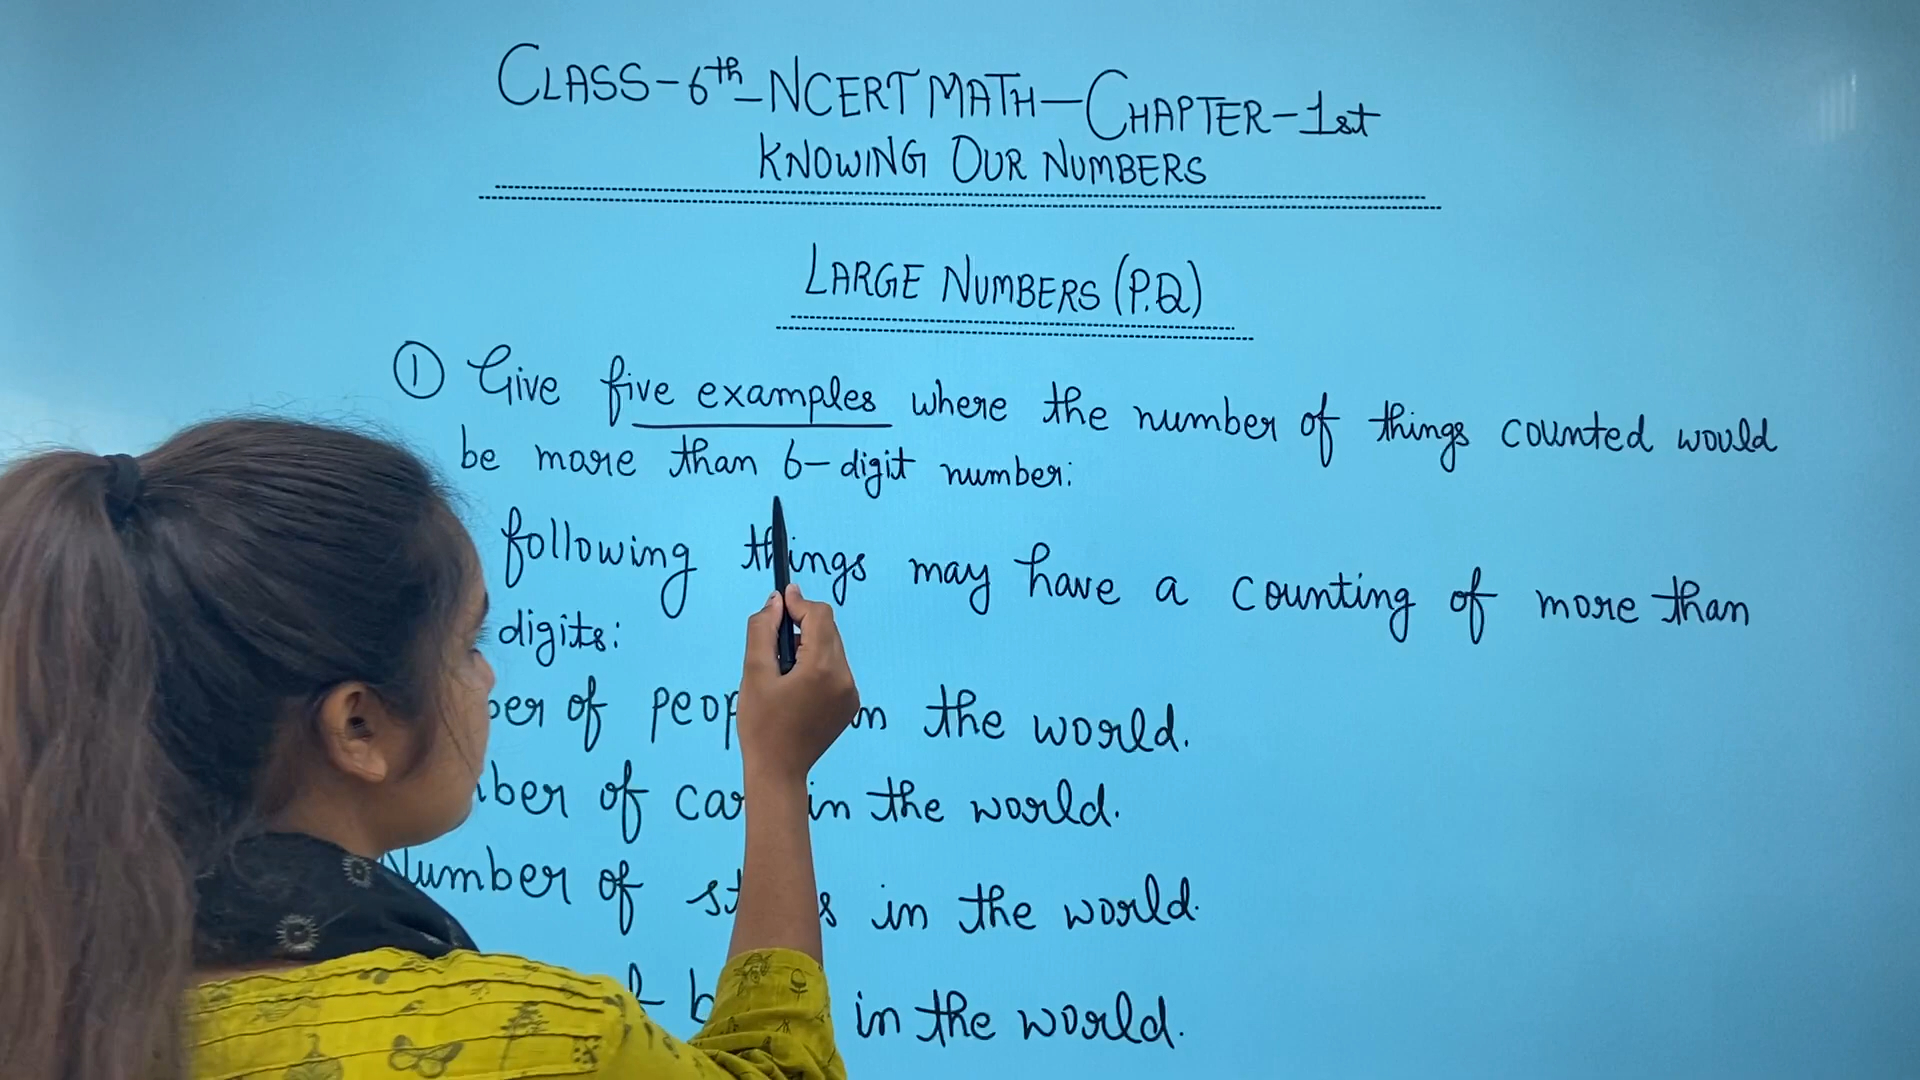 CLASS-6th-NCERT MATH-CHAPTER-1st
KNOWING OUR NUMBERS
LARGE NUMBERS (P.Q)
① Give five examples where the number of things counted would
be more than 6-digit number:
following things may have a counting of more than
digits:
of in the world.
of in the world.
Number of in the world.
in the world.